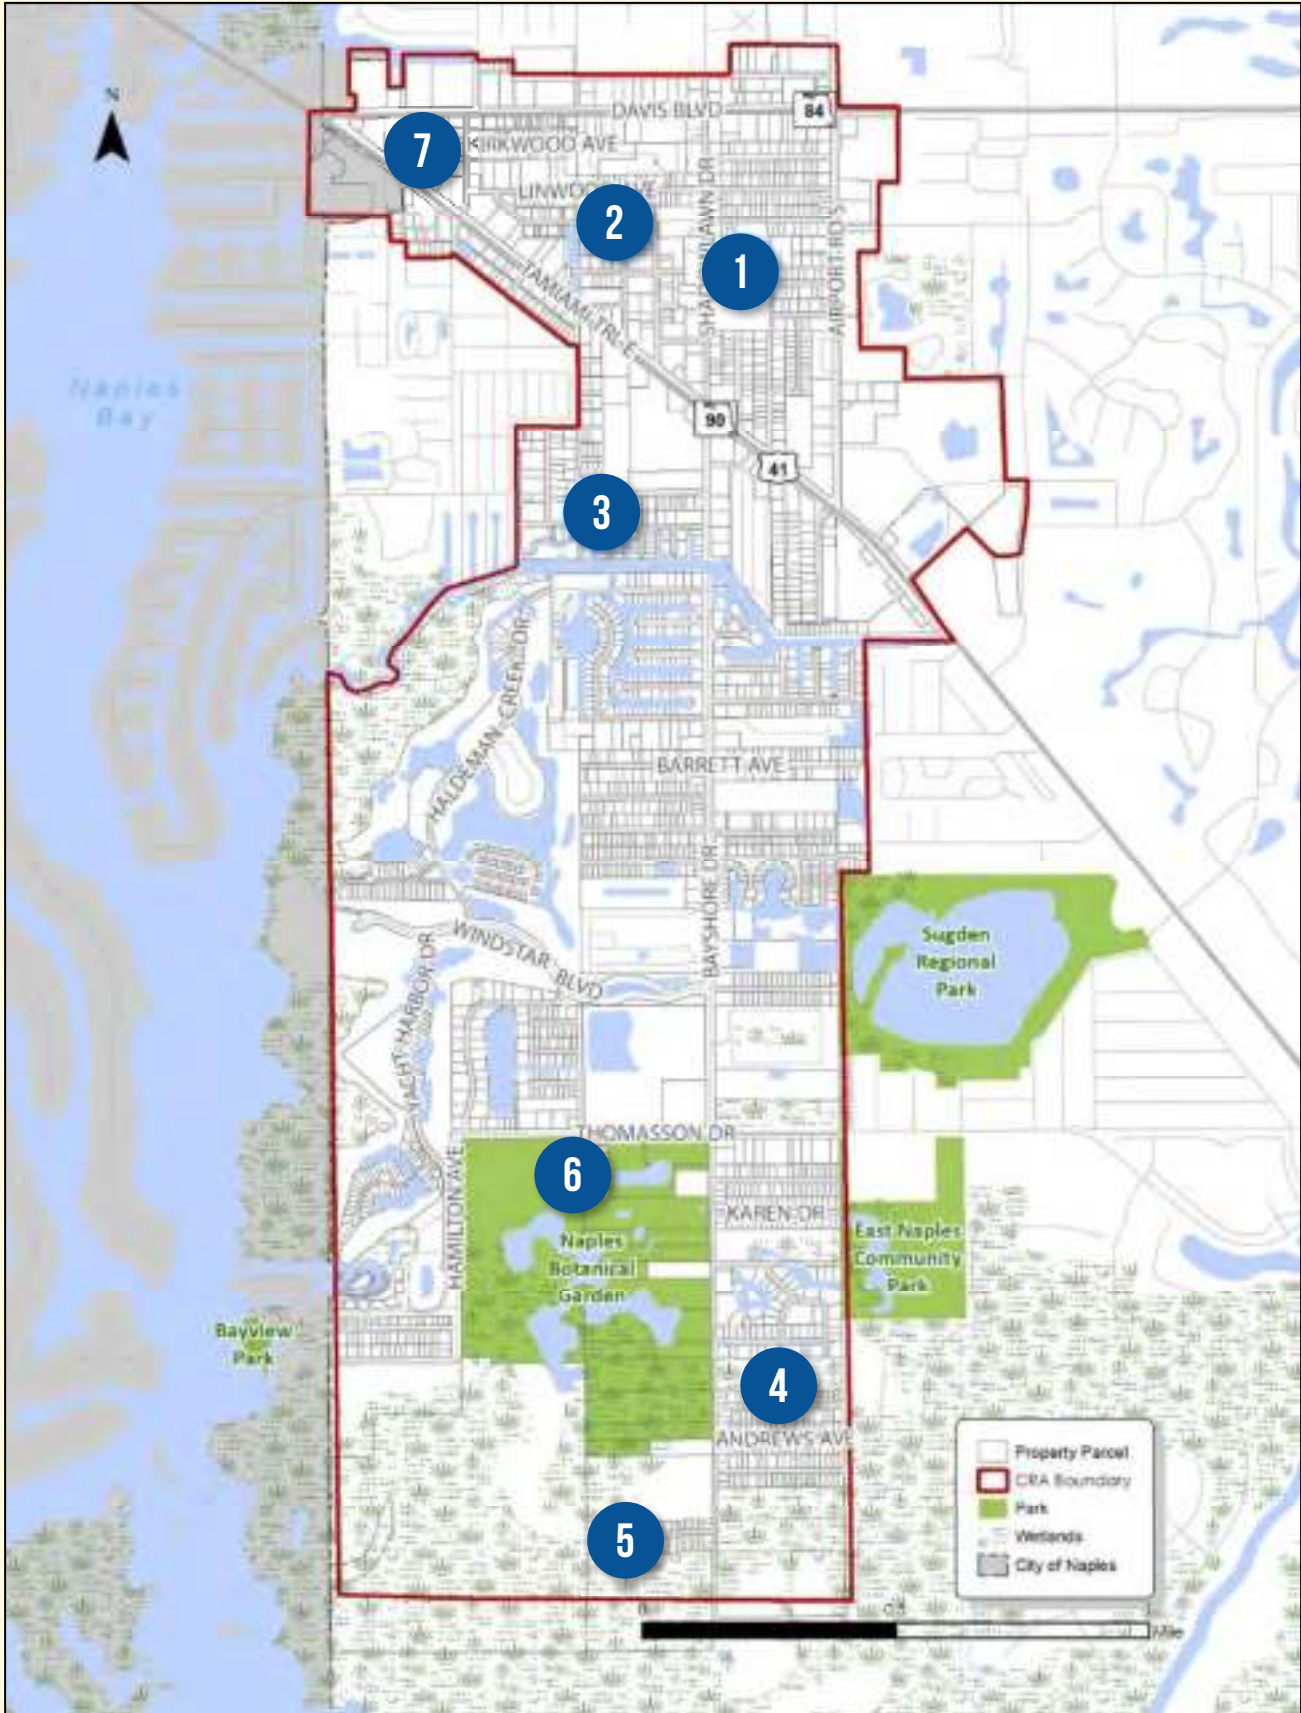 N
DAVIS BLVD
84
7
KIRKWOOD AVE
2
1
AIRPORT RD S
TAMIAMI TRL E
Naples
Bay
90
41
3
HALDEMAN CREEK DR
BARRETT AVE
BAYSHORE DR
WINDSTAR BLVD
YACHT HARBOR DR
Sugden
Regional
Park
THOMASSON DR
6
HAMILTON AVE
KAREN DR
Naples
Botanical
Garden
East Naples
Community
Park
Bayview
Park
4
ANDREWS AVE
5
Property Parcel
CRA Boundary
Park
Wetlands
City of Naples
0.5
Mile